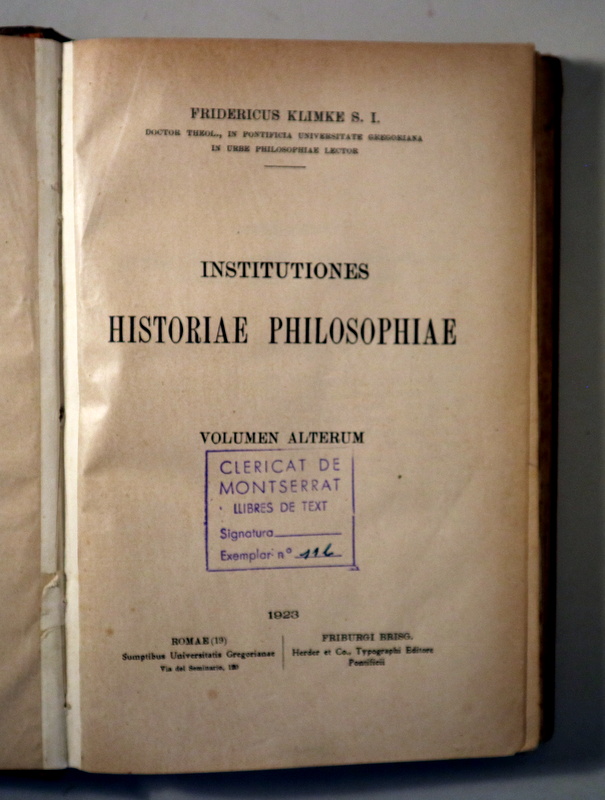 FRIDERICUS KLIMKE S. I.
DOCTOR THEOL., IN PONTIFICIA UNIVERSITATE GREGORIANA
IN URBE PHILOSOPHIAE LECTOR
INSTITUTIONES
HISTORIAE PHILOSOPHIAE
VOLUMEN ALTERUM
CLERICAT DE
MONTSERRAT
LLIBRES DE TEXT
Signatura
Exemplar nº 116
1923
ROMAE (19)
Sumptibus Universitatis Gregorianae
Via del Seminario, 120
FRIBURGI BRISG.
Herder et Co., Typographi Editores
Pontificii